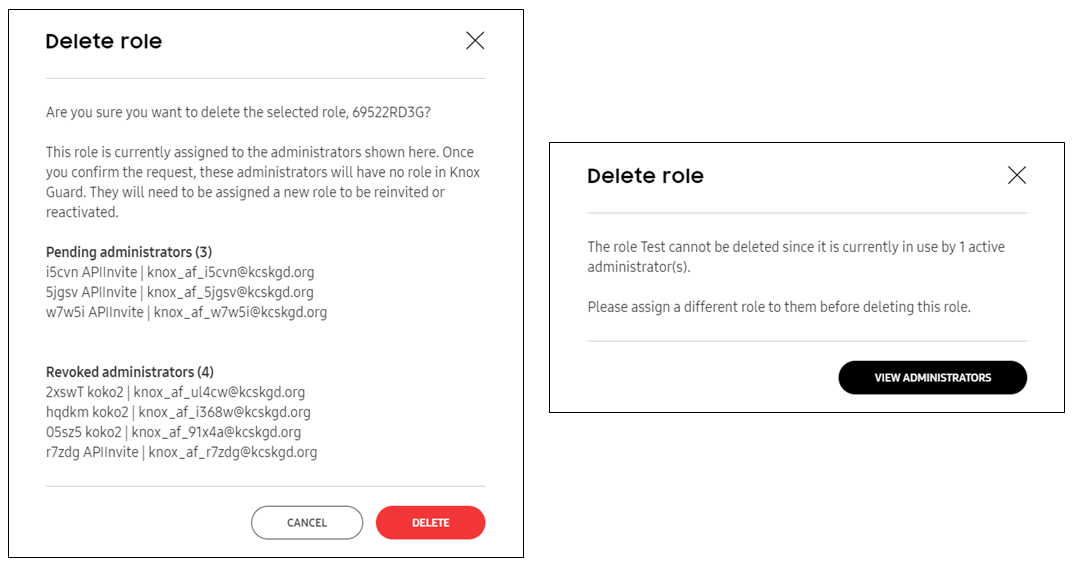 Delete role
Are you sure you want to delete the selected role, 69522RD3G?
This role is currently assigned to the administrators shown here. Once
you confirm the request, these administrators will have no role in Knox
Guard. They will need to be assigned a new role to be reinvited or
reactivated.
Pending administrators (3)
i5cvn APIInvite | knox_af_i5cvn@kcskgd.org
5jgsv APIInvite | knox_af_5jgsv@kcskgd.org
w7w5i APIInvite | knox_af_w7w5i@kcskgd.org
Revoked administrators (4)
2xswT koko2 | knox_af_ul4cw@kcskgd.org
hqdkm koko2 | knox_af_i368w@kcskgd.org
05sz5 koko2 | knox_af_91x4a@kcskgd.org
r7zdg APIInvite | knox_af_r7zdg@kcskgd.org
CANCEL
DELETE
Delete role
The role Test cannot be deleted since it is currently in use by 1 active
administrator(s).
Please assign a different role to them before deleting this role.
VIEW ADMINISTRATORS